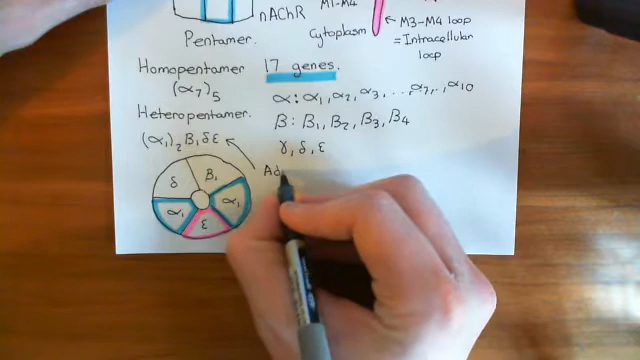 nAChR
M1-M4
Pentamer.
Cytoplasm
M3-M4 loop
= Intracellular
loop
Homopentamer
(α7)5
17 genes.
α: α1, α2, α3, ... α7, ., α10
Heteropentamer.
(α1)2 β1 δ ε
β: β1, β2, β3, β4
γ, δ, ε
Ad
δ β1
α1 α1
ε